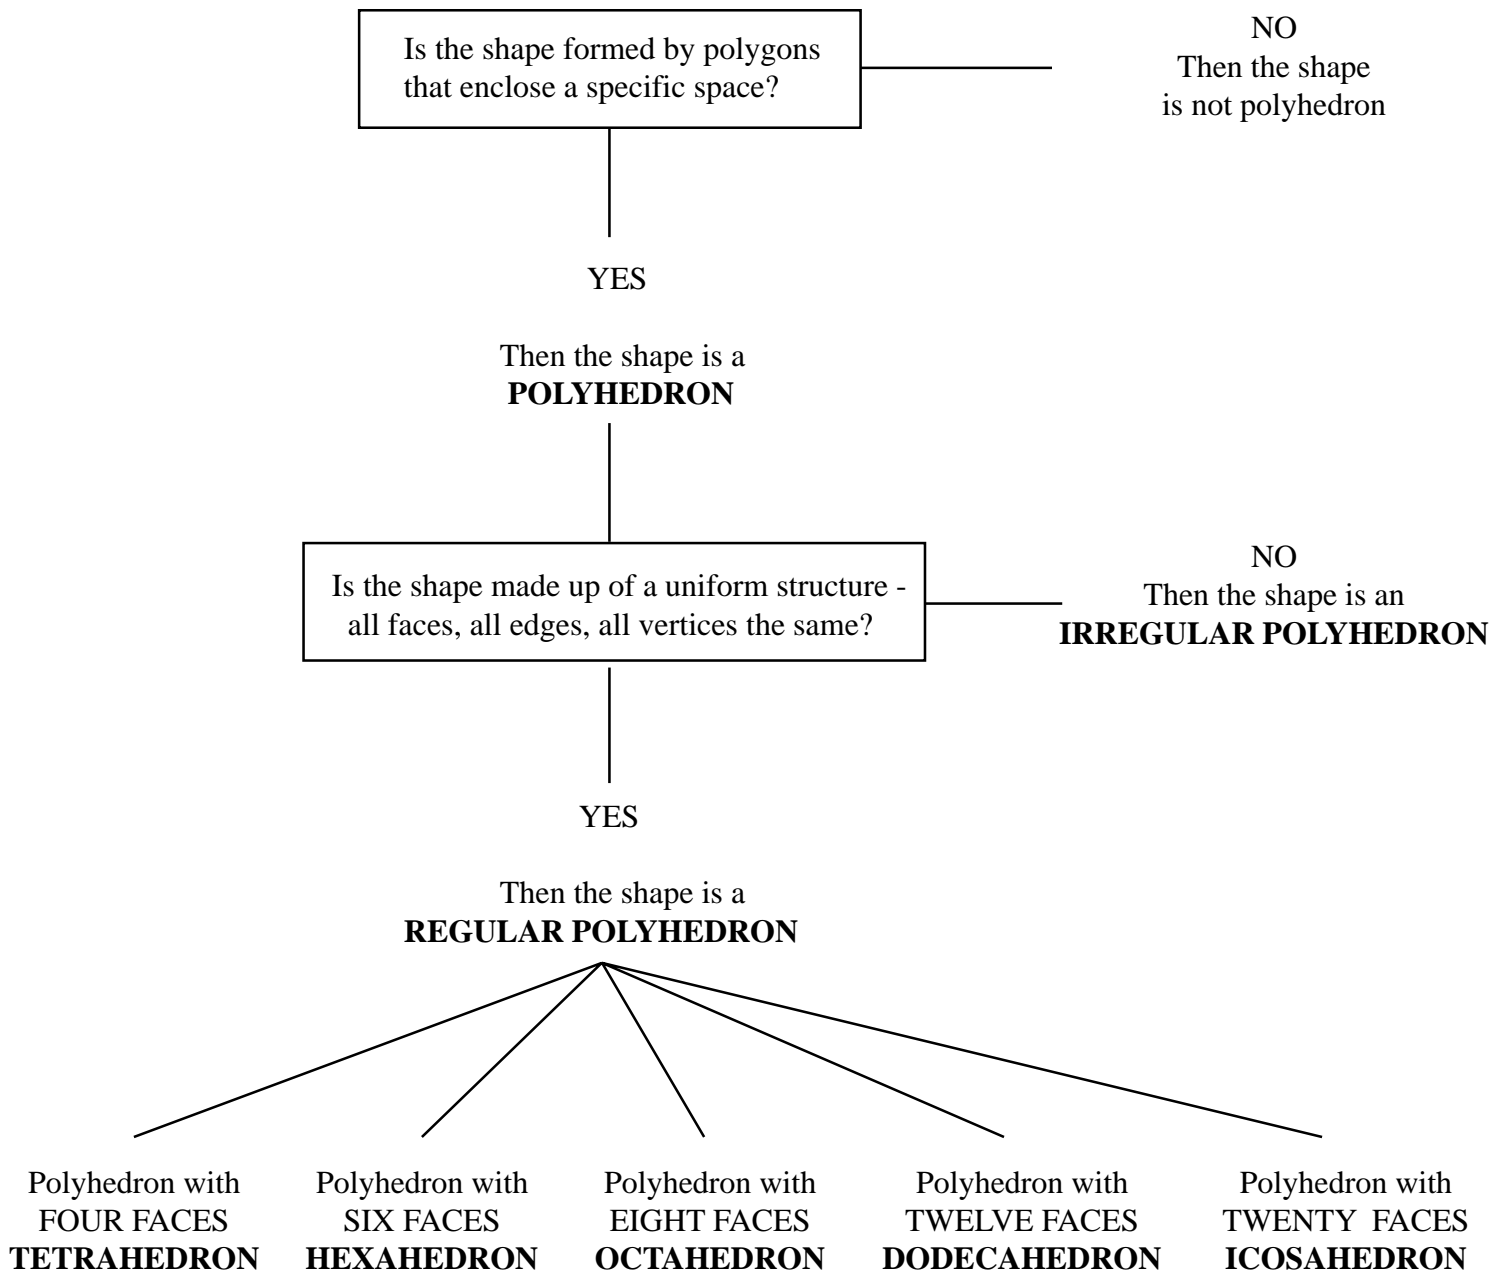 Is the shape formed by polygons
that enclose a specific space?
NO
Then the shape
is not polyhedron
YES
Then the shape is a
POLYHEDRON
Is the shape made up of a uniform structure -
all faces, all edges, all vertices the same?
NO
Then the shape is an
IRREGULAR POLYHEDRON
YES
Then the shape is a
REGULAR POLYHEDRON
Polyhedron with
FOUR FACES
TETRAHEDRON
Polyhedron with
SIX FACES
HEXAHEDRON
Polyhedron with
EIGHT FACES
OCTAHEDRON
Polyhedron with
TWELVE FACES
DODECAHEDRON
Polyhedron with
TWENTY FACES
ICOSAHEDRON